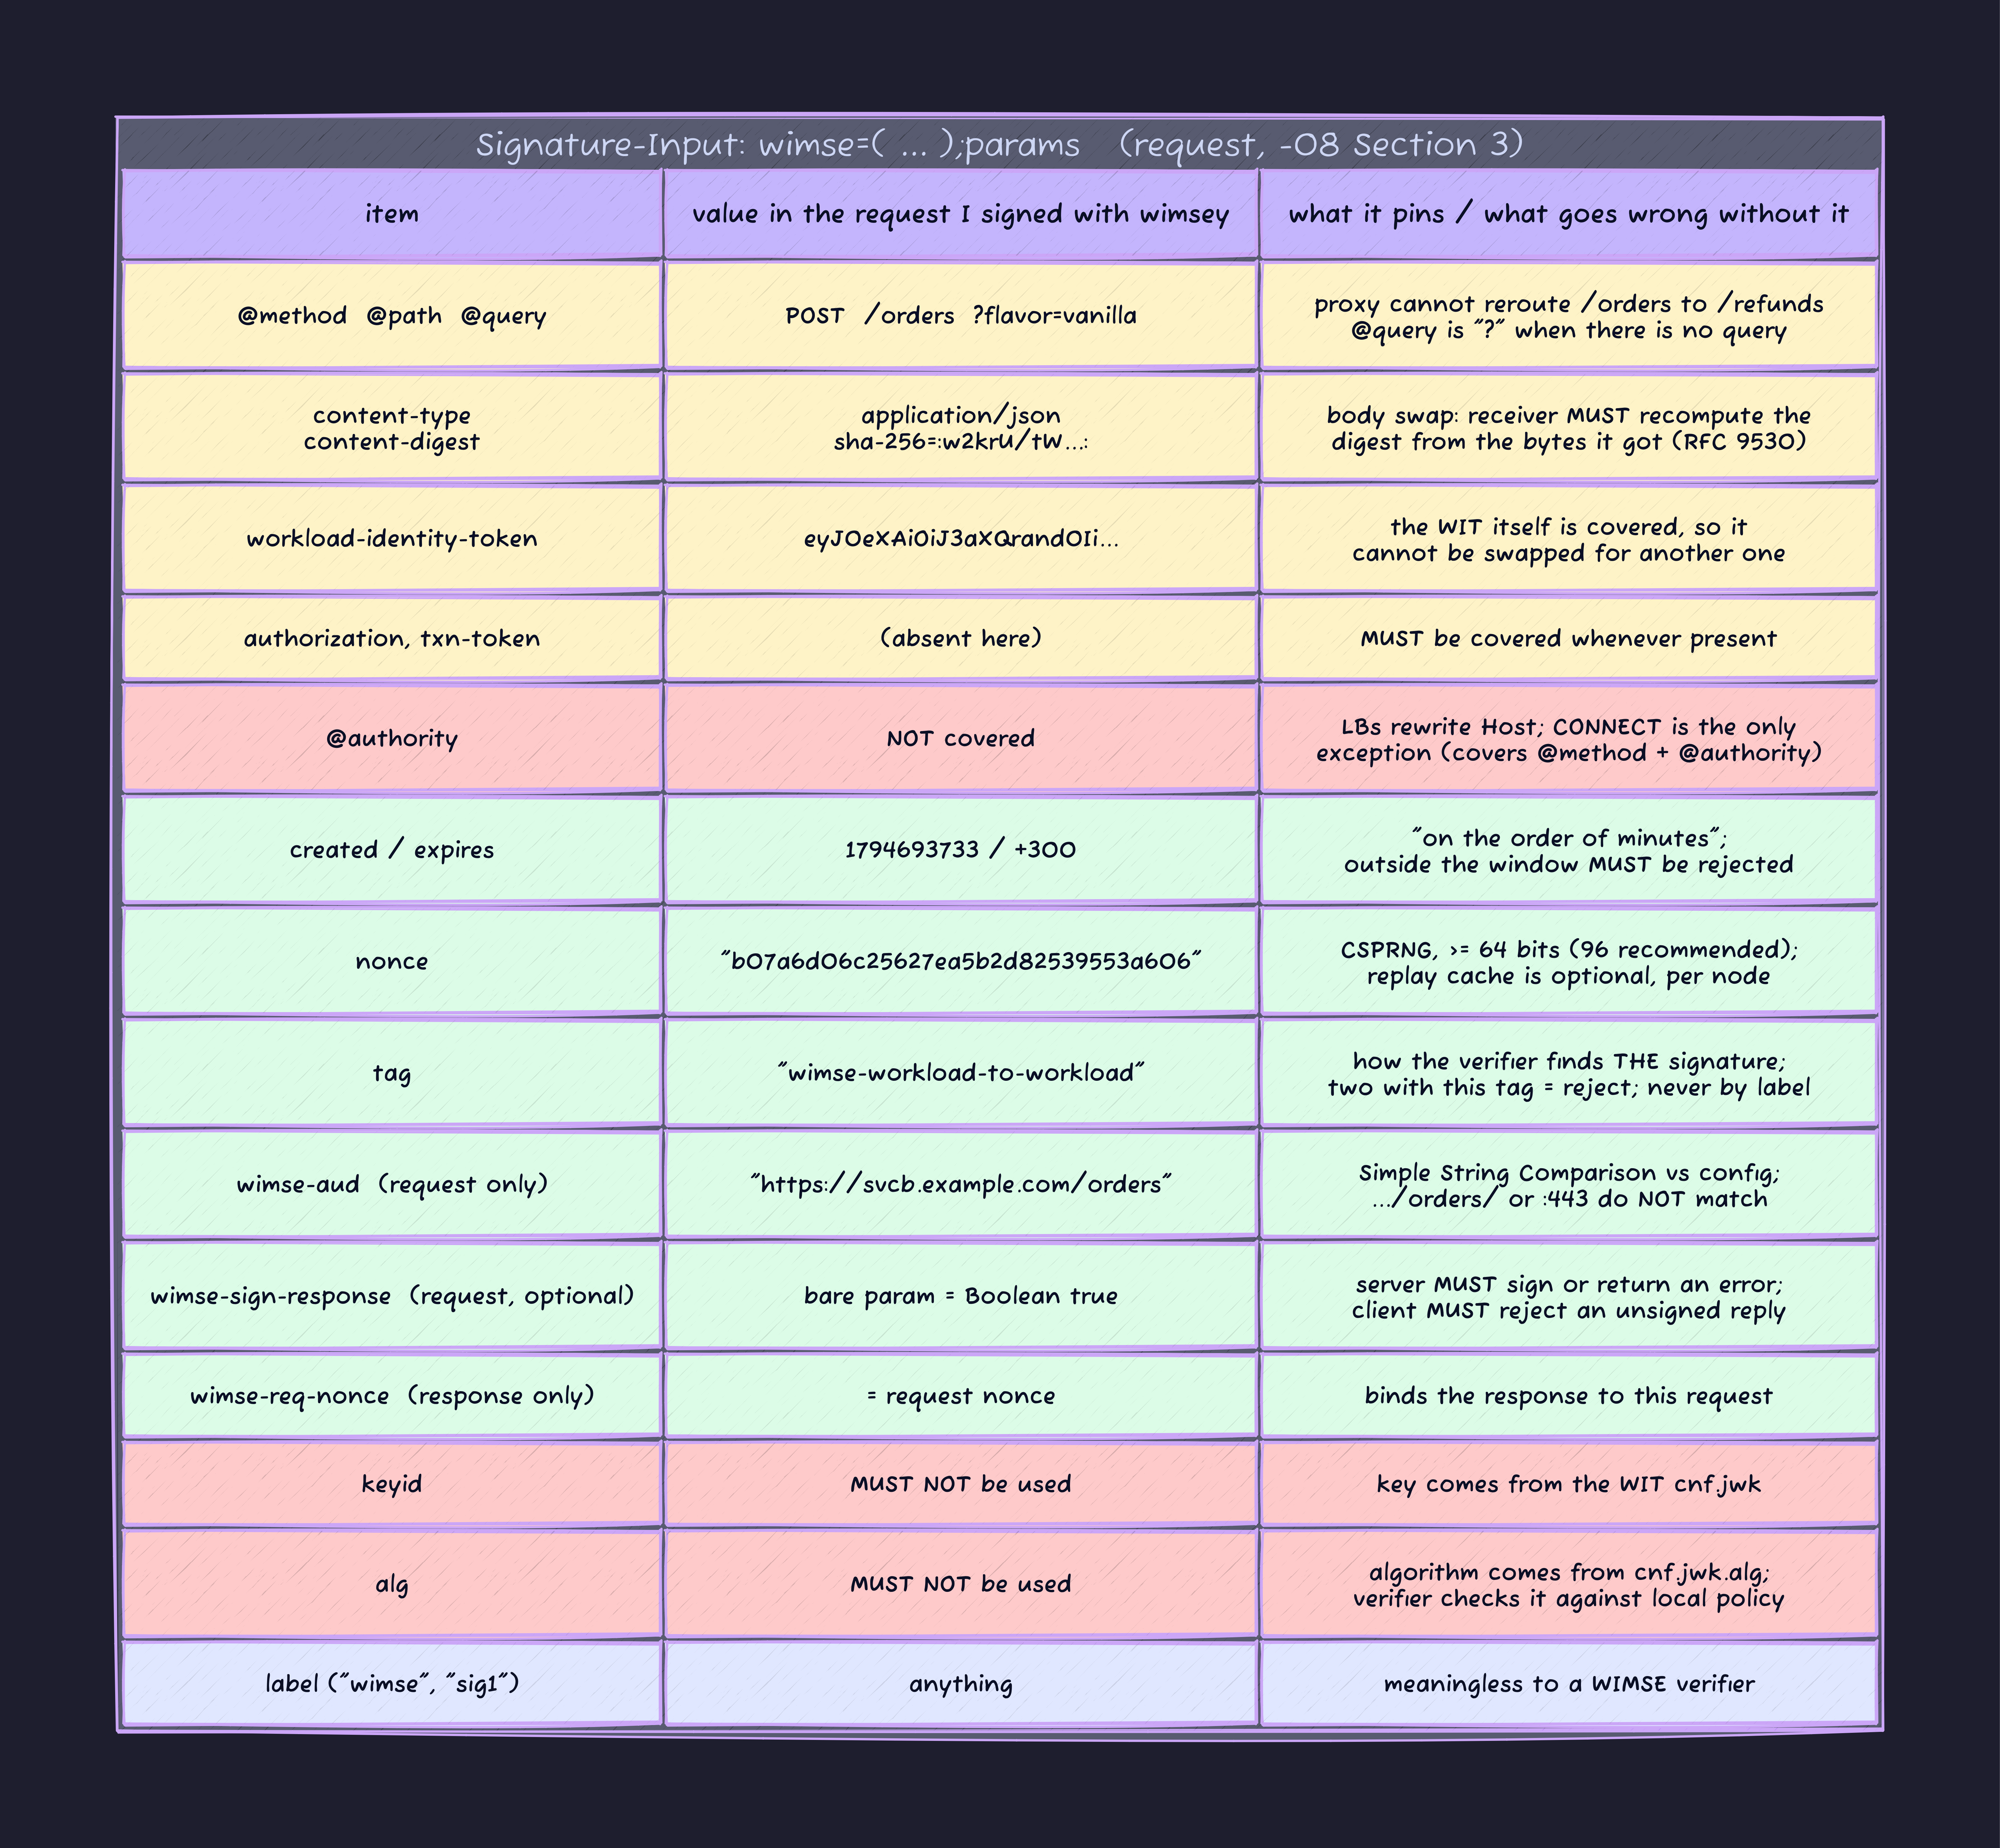 Signature-Input: wimse=( ... );params (request, -08 Section 3)
item
value in the request I signed with wimsey
what it pins / what goes wrong without it
@method @path @query
POST /orders ?flavor=vanilla
proxy cannot reroute /orders to /refunds
@query is "?" when there is no query
content-type
content-digest
application/json
sha-256=:w2krU/tW...:
body swap: receiver MUST recompute the
digest from the bytes it got (RFC 9530)
workload-identity-token
eyJ0eXAiOiJ3aXQrandOIi...
the WIT itself is covered, so it
cannot be swapped for another one
authorization, txn-token
(absent here)
MUST be covered whenever present
@authority
NOT covered
LBs rewrite Host; CONNECT is the only
exception (covers @method + @authority)
created / expires
1794693733 / +300
"on the order of minutes";
outside the window MUST be rejected
nonce
"b07a6d06c25627ea5b2d82539553a606"
CSPRNG, >= 64 bits (96 recommended);
replay cache is optional, per node
tag
"wimse-workload-to-workload"
how the verifier finds THE signature;
two with this tag = reject; never by label
wimse-aud (request only)
"https://svcb.example.com/orders"
Simple String Comparison vs config;
.../orders/ or :443 do NOT match
wimse-sign-response (request, optional)
bare param = Boolean true
server MUST sign or return an error;
client MUST reject an unsigned reply
wimse-req-nonce (response only)
= request nonce
binds the response to this request
keyid
MUST NOT be used
key comes from the WIT cnf.jwk
alg
MUST NOT be used
algorithm comes from cnf.jwk.alg;
verifier checks it against local policy
label ("wimse", "sig1")
anything
meaningless to a WIMSE verifier